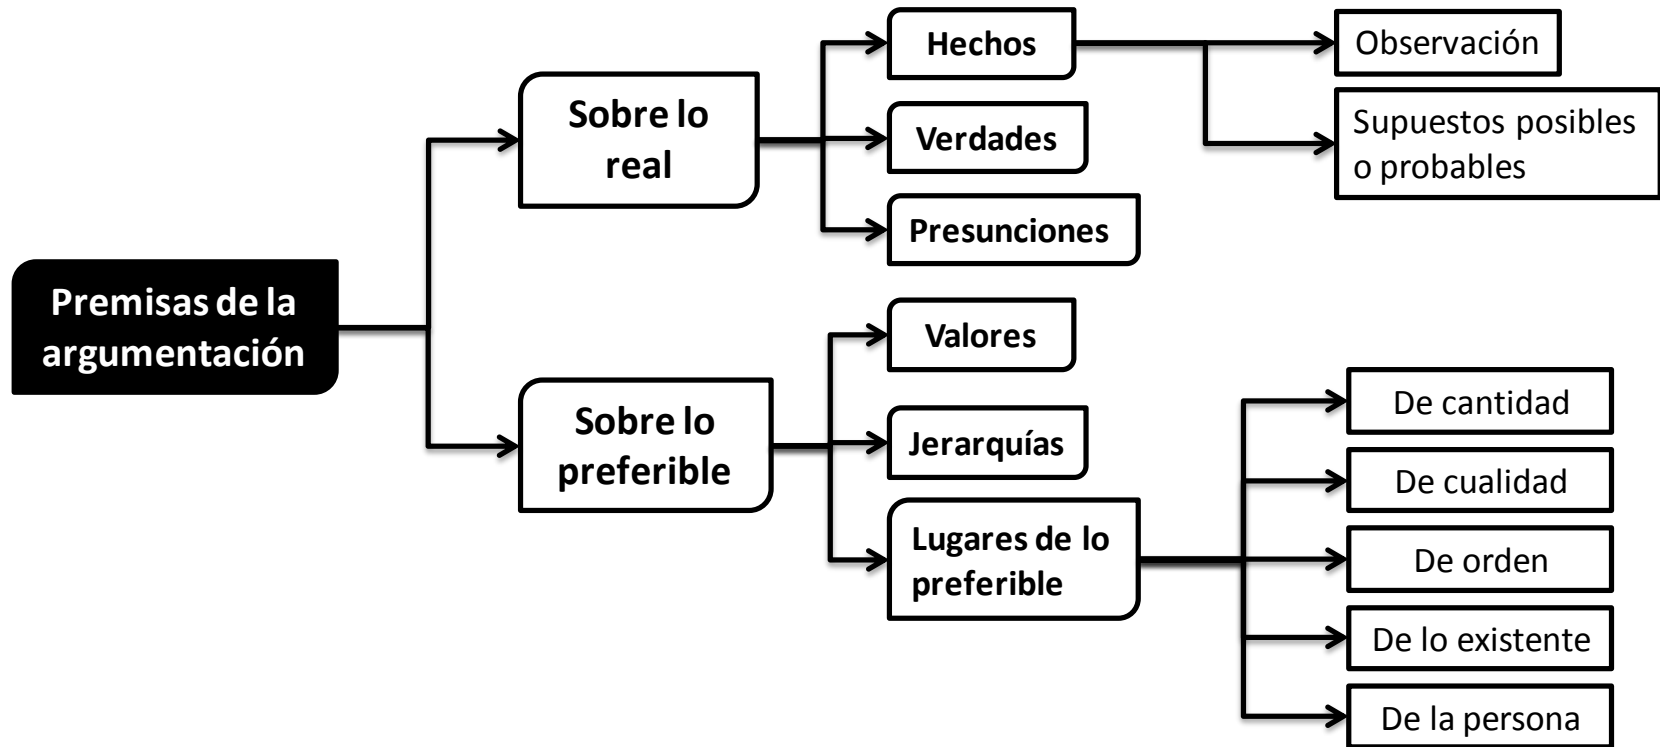 Premisas de la
argumentación
Sobre lo
real
Hechos
Observación
Supuestos posibles
o probables
Verdades
Presunciones
Sobre lo
preferible
Valores
Jerarquías
Lugares de lo
preferible
De cantidad
De cualidad
De orden
De lo existente
De la persona